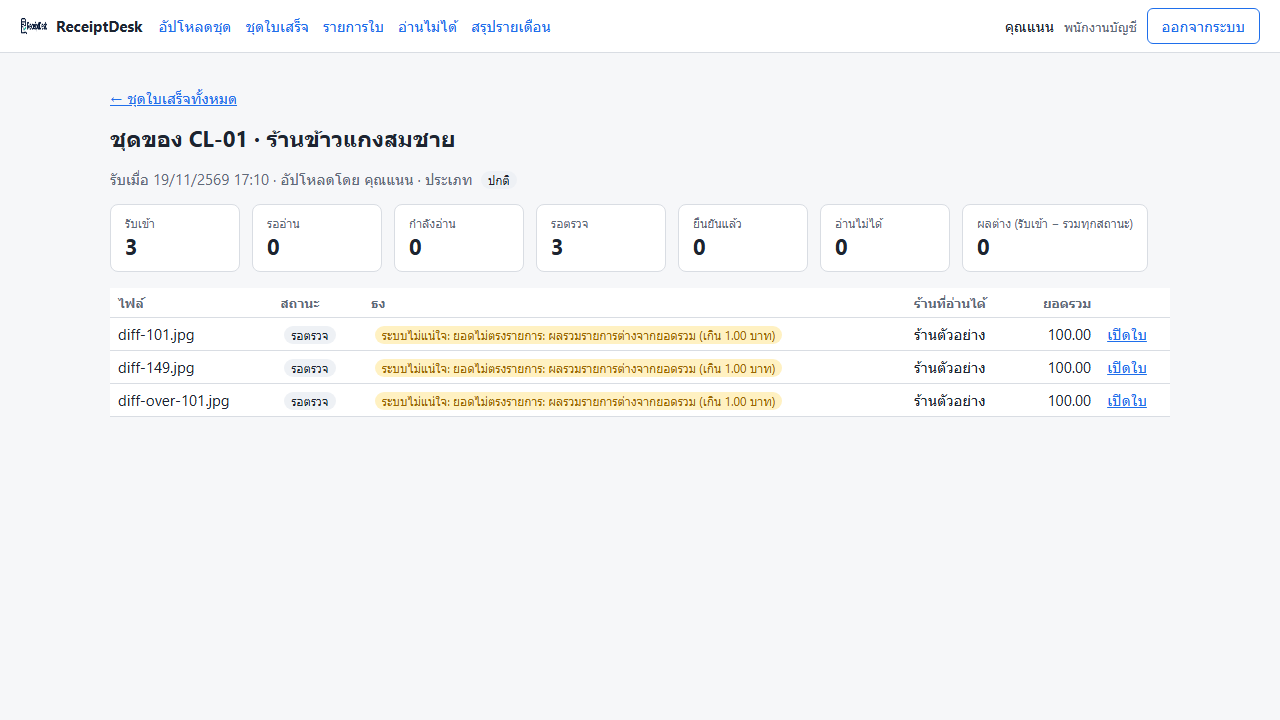 ReceiptDesk อัปโหลดชุด ชุดใบเสร็จ รายการใบ อ่านไม่ได้ สรุปรายเดือน คุณแนน พนักงานบัญชี ออกจากระบบ
← ชุดใบเสร็จทั้งหมด
ชุดของ CL-01 · ร้านข้าวแกงสมชาย
รับเมื่อ 19/11/2569 17:10 · อัปโหลดโดย คุณแนน · ประเภท ปกติ
รับเข้า รออ่าน กำลังอ่าน รอตรวจ ยืนยันแล้ว อ่านไม่ได้ ผลต่าง (รับเข้า − รวมทุกสถานะ)
3 0 0 3 0 0 0
ไฟล์ สถานะ ธง ร้านที่อ่านได้ ยอดรวม
diff-101.jpg รอตรวจ ระบบไม่แน่ใจ: ยอดไม่ตรงรายการ: ผลรวมรายการต่างจากยอดรวม (เกิน 1.00 บาท) ร้านตัวอย่าง 100.00 เปิดใบ
diff-149.jpg รอตรวจ ระบบไม่แน่ใจ: ยอดไม่ตรงรายการ: ผลรวมรายการต่างจากยอดรวม (เกิน 1.00 บาท) ร้านตัวอย่าง 100.00 เปิดใบ
diff-over-101.jpg รอตรวจ ระบบไม่แน่ใจ: ยอดไม่ตรงรายการ: ผลรวมรายการต่างจากยอดรวม (เกิน 1.00 บาท) ร้านตัวอย่าง 100.00 เปิดใบ